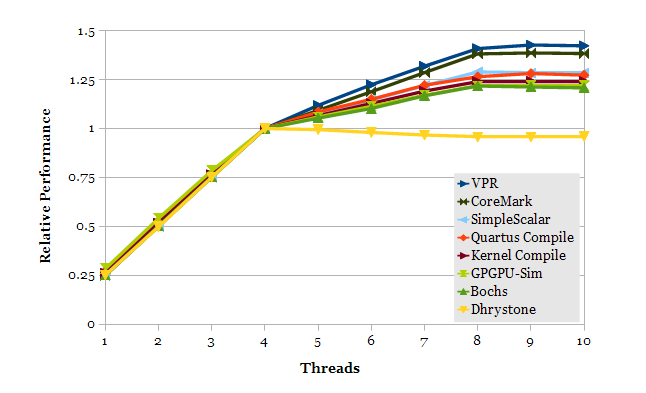 1.5
1.25
1
0.75
0.5
0.25
0
Relative Performance
VPR
CoreMark
SimpleScalar
Quartus Compile
Kernel Compile
GPGPU-Sim
Bochs
Dhrystone
1 2 3 4 5 6 7 8 9 10
Threads